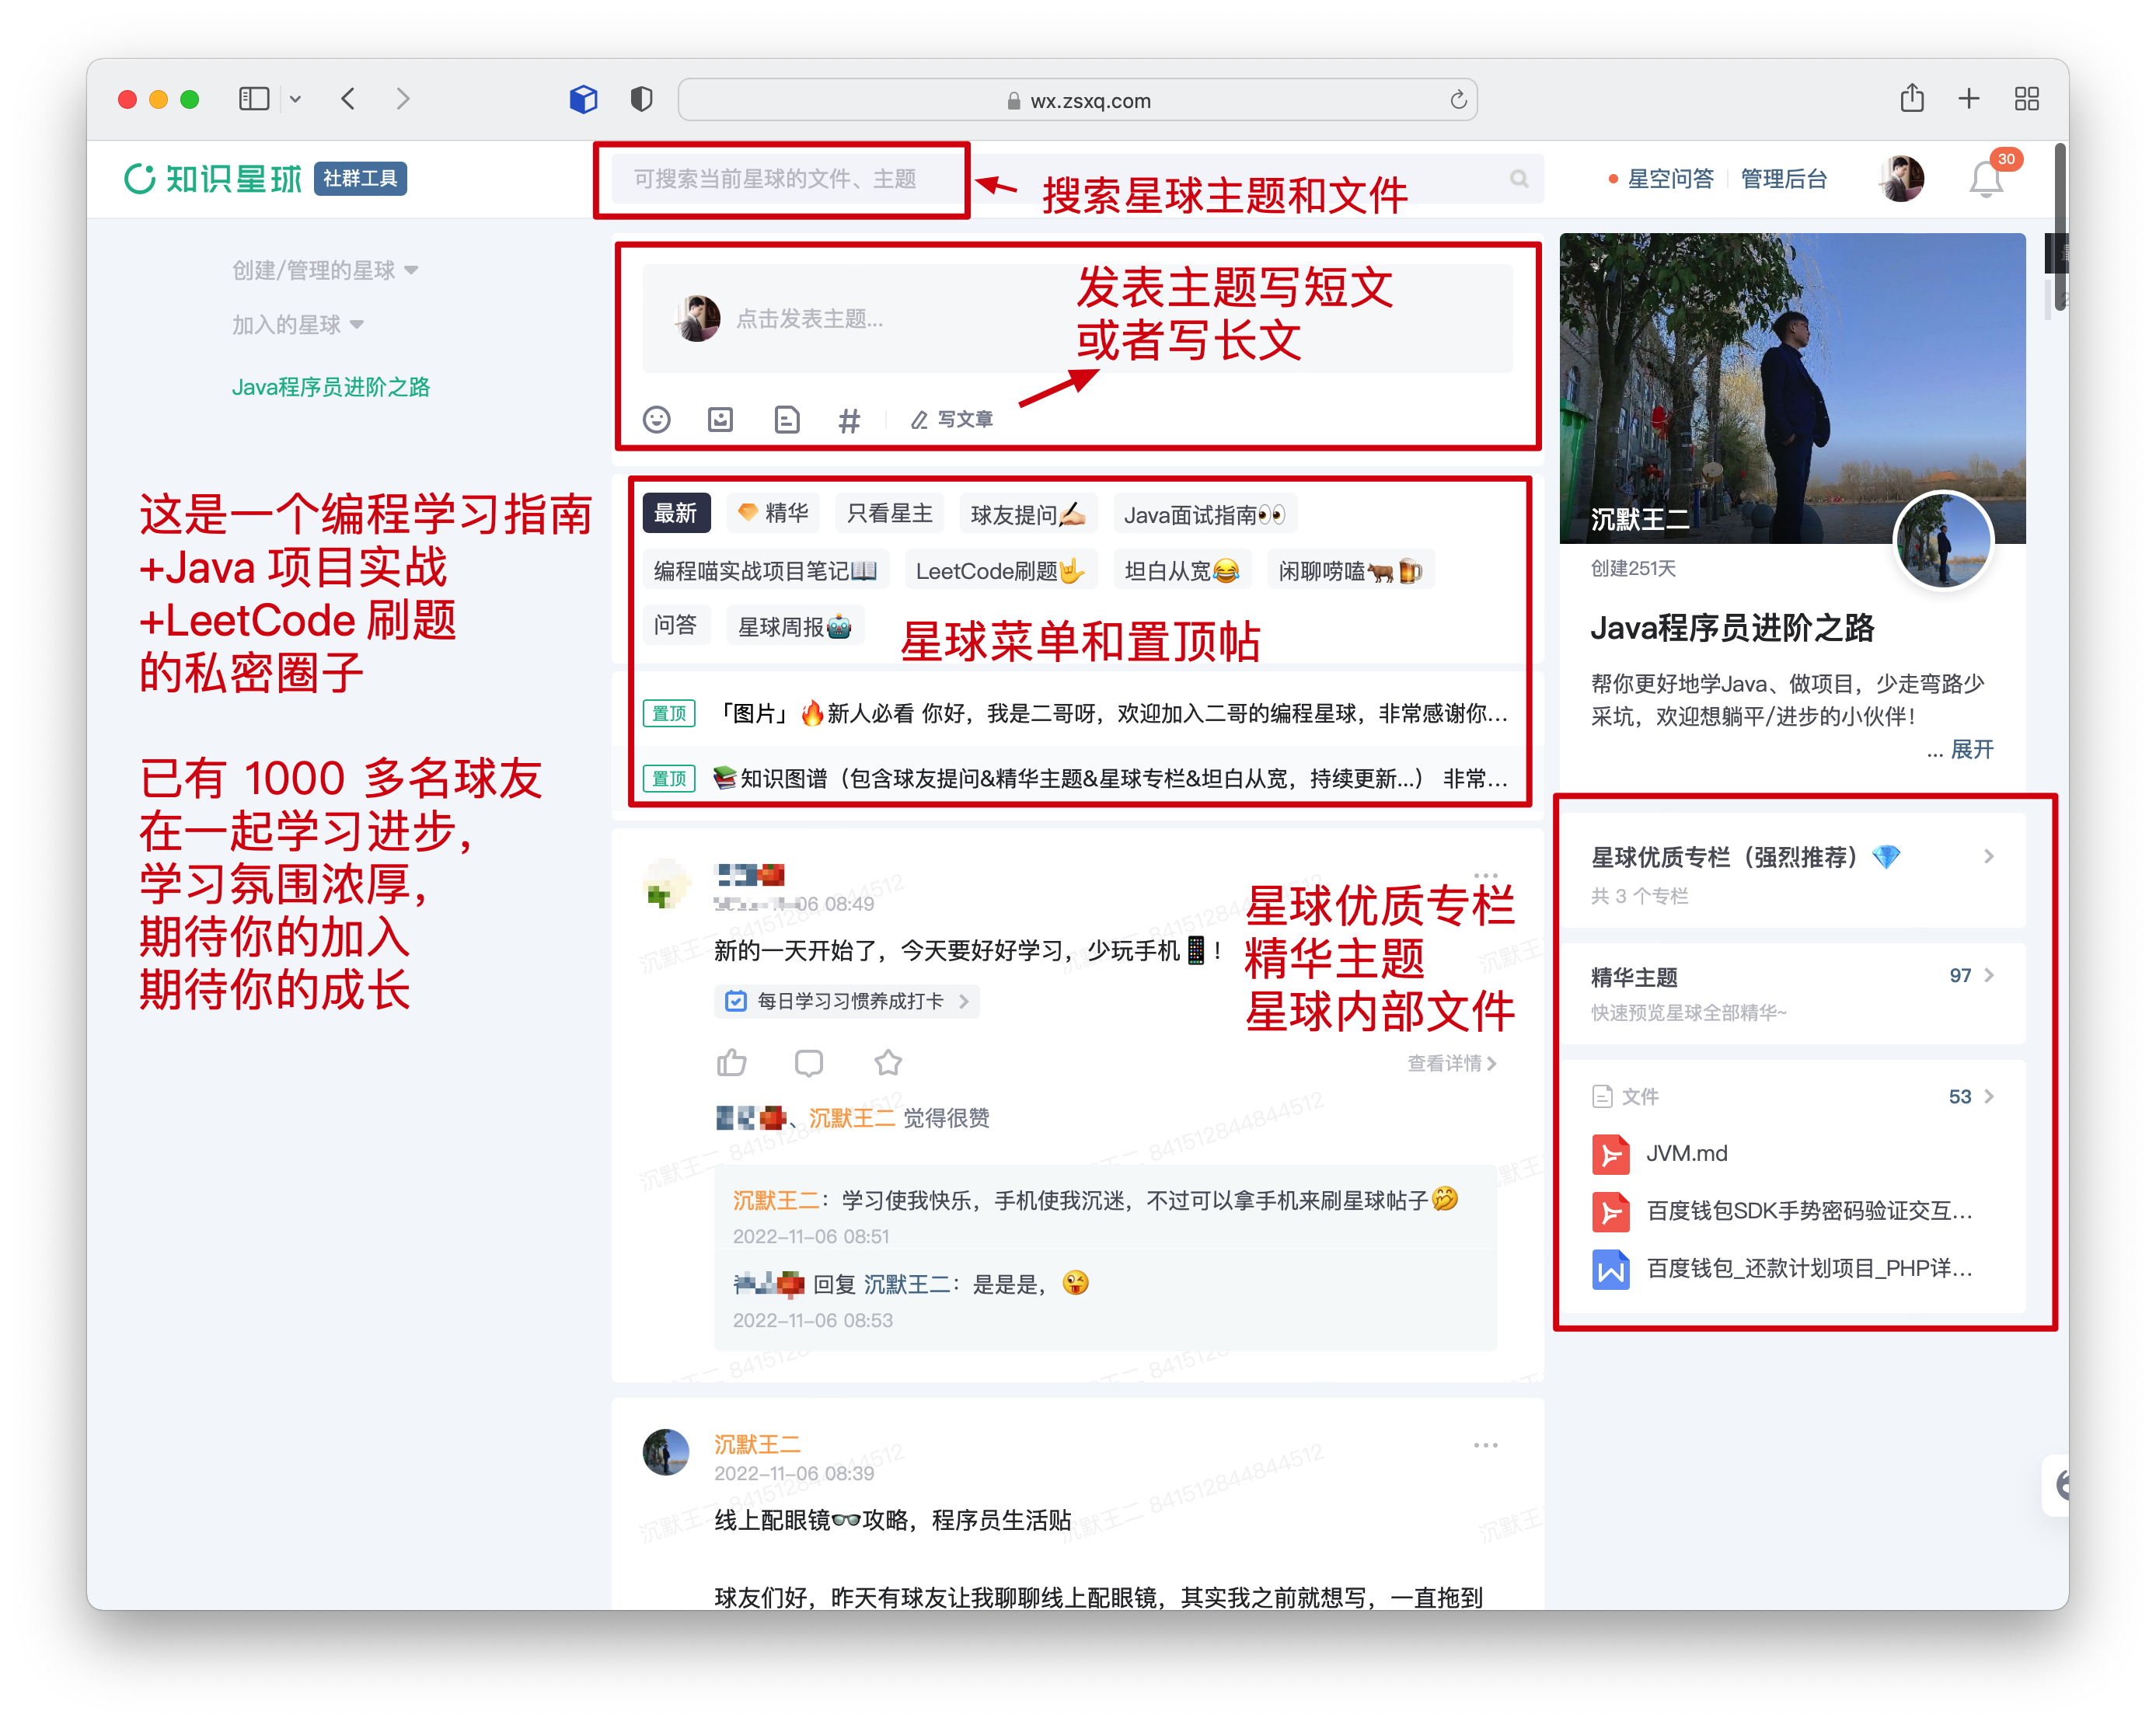 wx.zsxq.com
知识星球 社群工具
可搜索当前星球的文件、主题
搜索星球主题和文件
星空问答 管理后台
30
创建/管理的星球
加入的星球
Java程序员进阶之路
这是一个编程学习指南
+Java 项目实战
+LeetCode 刷题
的私密圈子
已有 1000 多名球友
在一起学习进步，
学习氛围浓厚，
期待你的加入
期待你的成长
点击发表主题...
发表主题写短文
或者写长文
# 写文章
最新 精华 只看星主 球友提问✍️ Java面试指南👀
编程喵实战项目笔记📖 LeetCode刷题🤟 坦白从宽😂 闲聊唠嗑🐂🍺
问答 星球周报🤖
星球菜单和置顶帖
置顶 「图片」🔥新人必看 你好，我是二哥呀，欢迎加入二哥的编程星球，非常感谢你...
置顶 📚知识图谱（包含球友提问&精华主题&星球专栏&坦白从宽，持续更新...） 非常...
06 08:49
新的一天开始了，今天要好好学习，少玩手机📱！
每日学习习惯养成打卡
查看详情
、沉默王二 觉得很赞
沉默王二：学习使我快乐，手机使我沉迷，不过可以拿手机来刷星球帖子🤭
2022-11-06 08:51
回复 沉默王二：是是是，😜
2022-11-06 08:53
星球优质专栏
精华主题
星球内部文件
沉默王二
2022-11-06 08:39
线上配眼镜👓攻略，程序员生活贴
球友们好，昨天有球友让我聊聊线上配眼镜，其实我之前就想写，一直拖到
沉默王二 841512844844512
沉默王二
创建251天
Java程序员进阶之路
帮你更好地学Java、做项目，少走弯路少
采坑，欢迎想躺平/进步的小伙伴！
... 展开
星球优质专栏（强烈推荐）💎
共 3 个专栏
精华主题 97
快速预览星球全部精华~
文件 53
JVM.md
百度钱包SDK手势密码验证交互...
百度钱包_还款计划项目_PHP详...